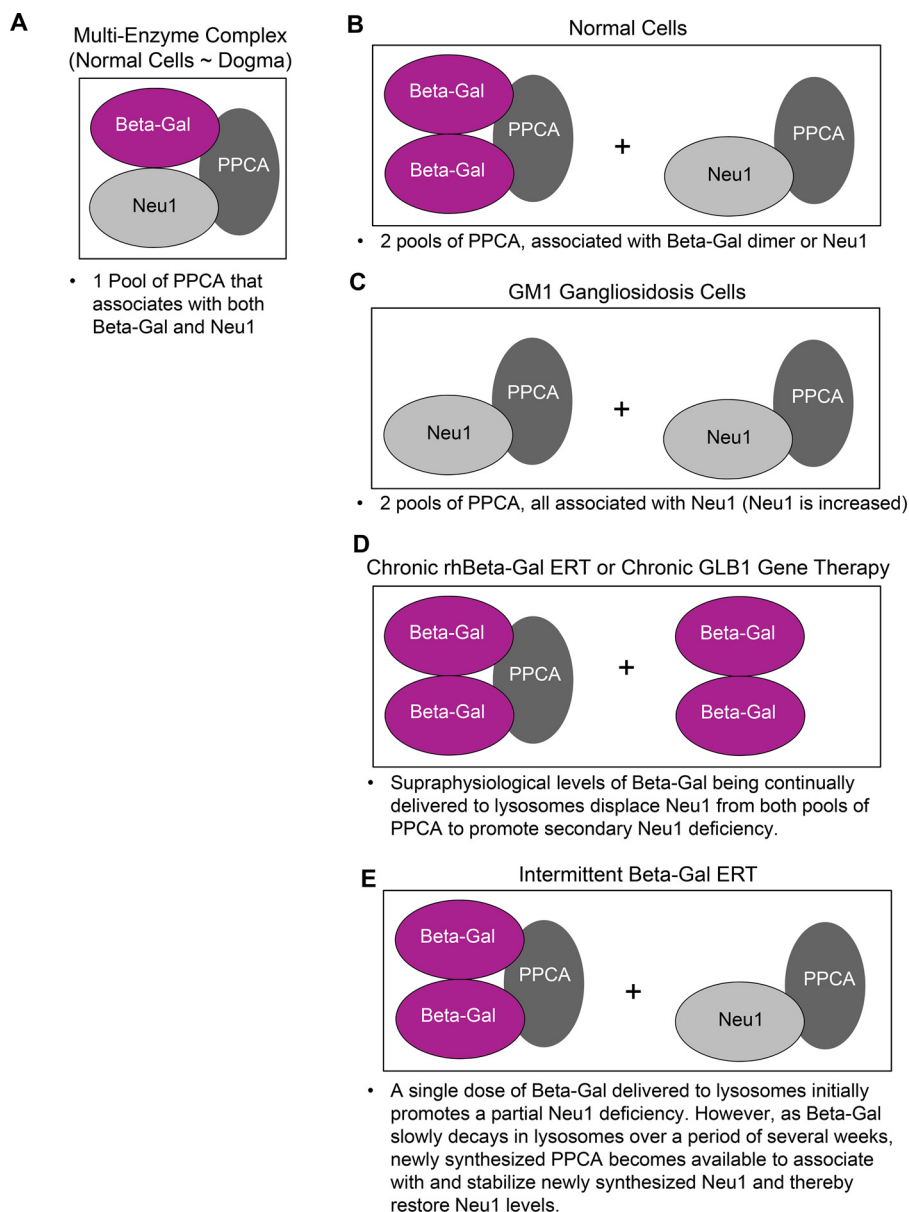 A
Multi-Enzyme Complex
(Normal Cells ~ Dogma)
Beta-Gal
PPCA
Neu1
• 1 Pool of PPCA that
associates with both
Beta-Gal and Neu1
B
Normal Cells
Beta-Gal
PPCA
Beta-Gal
+
PPCA
Neu1
• 2 pools of PPCA, associated with Beta-Gal dimer or Neu1
C
GM1 Gangliosidosis Cells
PPCA
Neu1
+
PPCA
Neu1
• 2 pools of PPCA, all associated with Neu1 (Neu1 is increased)
D
Chronic rhBeta-Gal ERT or Chronic GLB1 Gene Therapy
Beta-Gal
PPCA
Beta-Gal
+
Beta-Gal
Beta-Gal
• Supraphysiological levels of Beta-Gal being continually
delivered to lysosomes displace Neu1 from both pools of
PPCA to promote secondary Neu1 deficiency.
E
Intermittent Beta-Gal ERT
Beta-Gal
PPCA
Beta-Gal
+
PPCA
Neu1
• A single dose of Beta-Gal delivered to lysosomes initially
promotes a partial Neu1 deficiency. However, as Beta-Gal
slowly decays in lysosomes over a period of several weeks,
newly synthesized PPCA becomes available to associate
with and stabilize newly synthesized Neu1 and thereby
restore Neu1 levels.